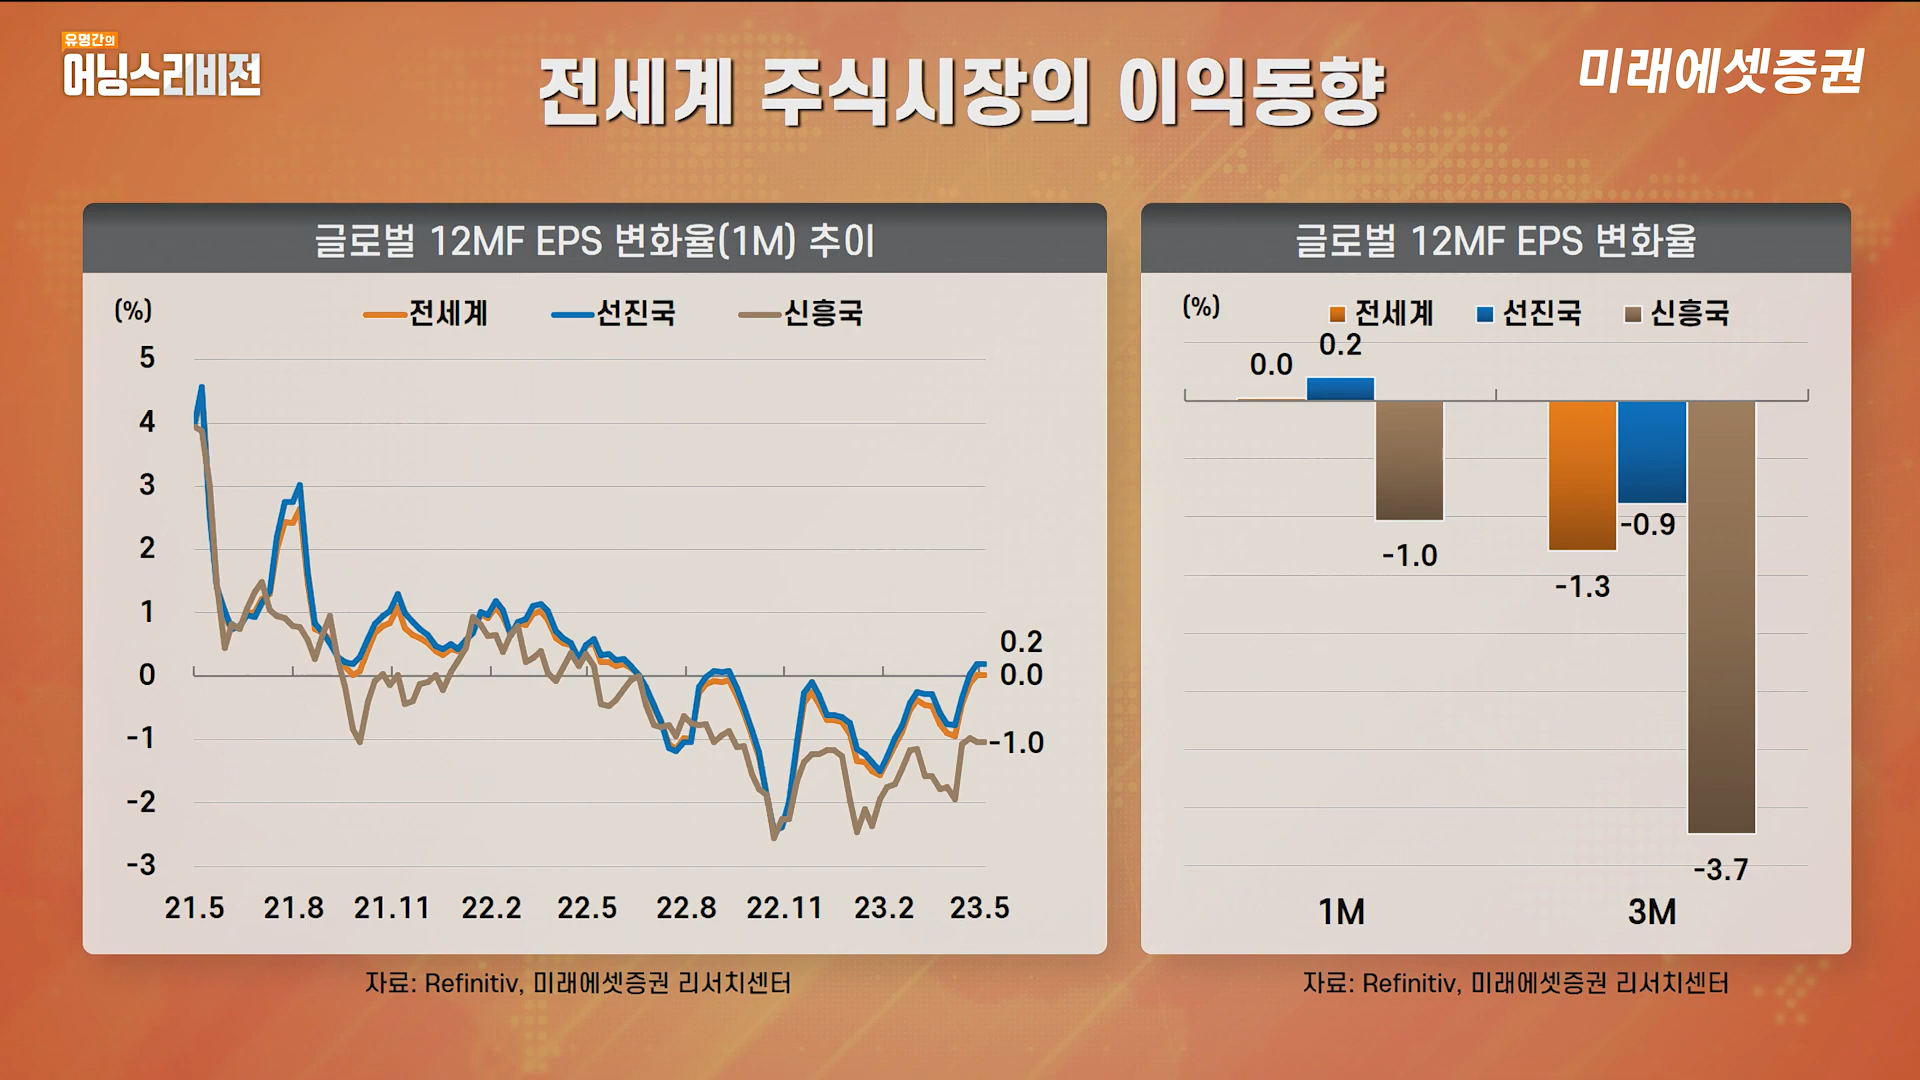 유명간의
어닝스리비전
전세계 주식시장의 이익동향
미래에셋증권
글로벌 12MF EPS 변화율(1M) 추이
(%)
전세계 선진국 신흥국
5
4
3
2
1
0
-1
-2
-3
0.2
0.0
-1.0
21.5 21.8 21.11 22.2 22.5 22.8 22.11 23.2 23.5
자료: Refinitiv, 미래에셋증권 리서치센터
글로벌 12MF EPS 변화율
(%)
전세계 선진국 신흥국
0.0
0.2
-1.0
-1.3
-0.9
-3.7
1M 3M
자료: Refinitiv, 미래에셋증권 리서치센터